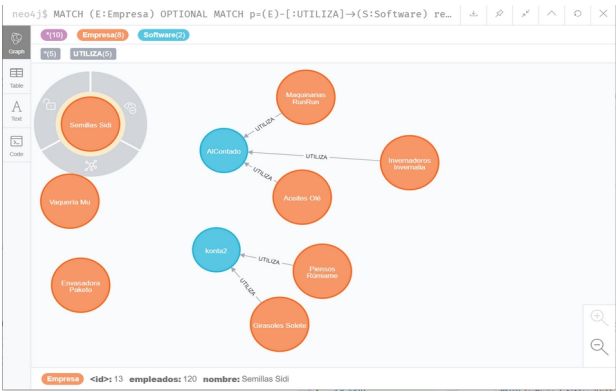 neo4j$ MATCH (E:Empresa) OPTIONAL MATCH p=(E)-[:UTILIZA]→(S:Software) re…
*(10) Empresa(8) Software(2)
*(5) UTILIZA(5)
Graph
Table
Text
Code
Semillas Sidi
Maquinarias
RunRun
UTILIZA
AlContado
UTILIZA
Invernaderos
Invernalia
UTILIZA
Aceites Olé
Vaquería Mu
konta2
UTILIZA
Piensos
Rúmiame
UTILIZA
Envasadora
Paketo
Girasoles Solete
Empresa <id>: 13 empleados: 120 nombre: Semillas Sidi